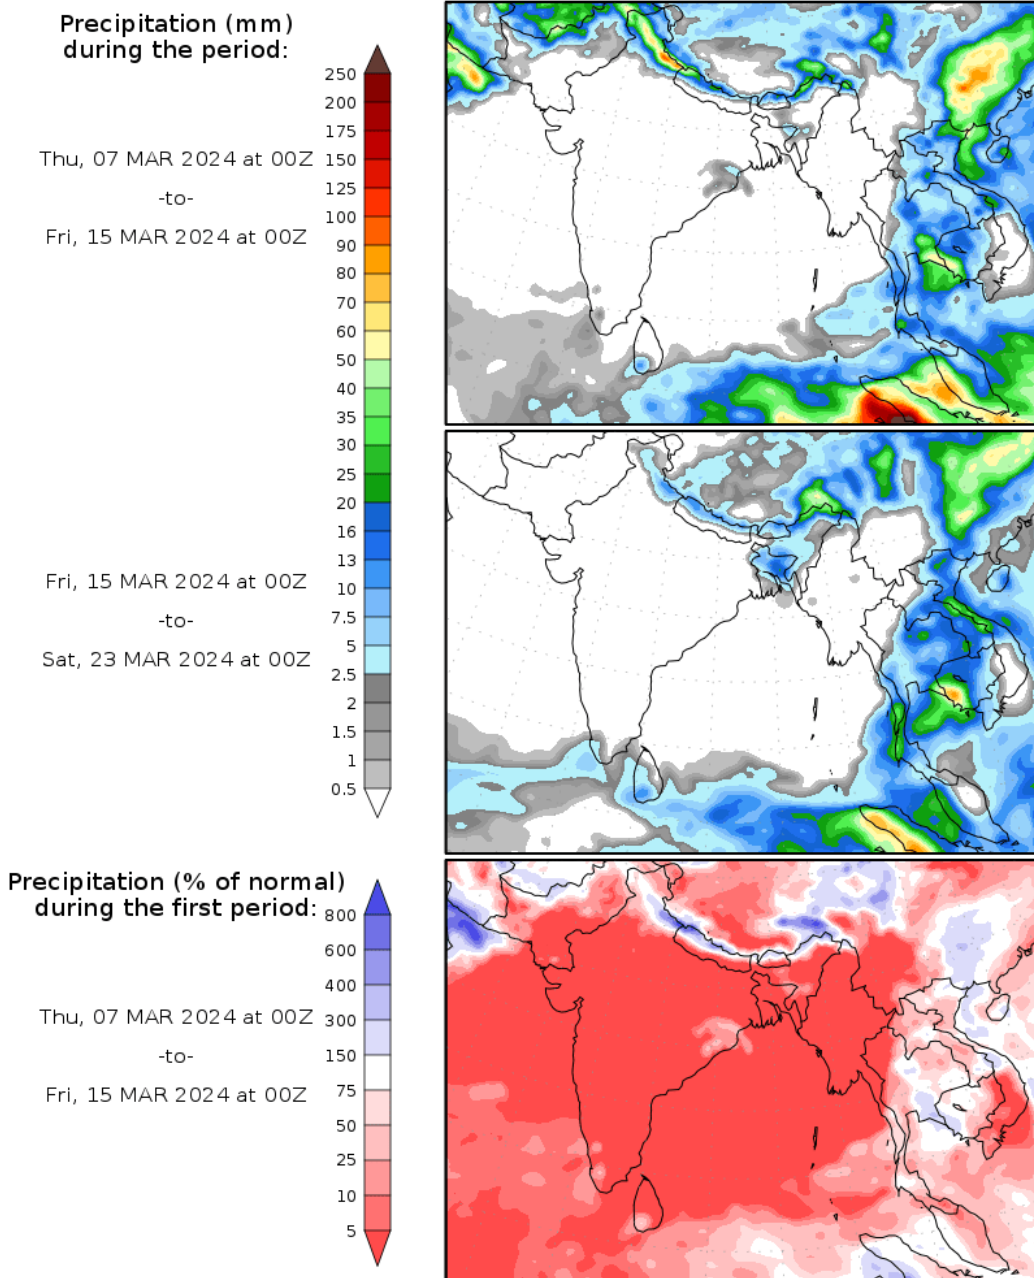 Precipitation (mm)
during the period:
250
200
175
150
125
100
90
80
70
60
50
40
35
30
25
20
16
13
10
7.5
5
2.5
2
1.5
1
0.5
Thu, 07 MAR 2024 at 00Z
-to-
Fri, 15 MAR 2024 at 00Z
Fri, 15 MAR 2024 at 00Z
-to-
Sat, 23 MAR 2024 at 00Z
Precipitation (% of normal)
during the first period:
800
600
400
300
150
75
50
25
10
5
Thu, 07 MAR 2024 at 00Z
-to-
Fri, 15 MAR 2024 at 00Z